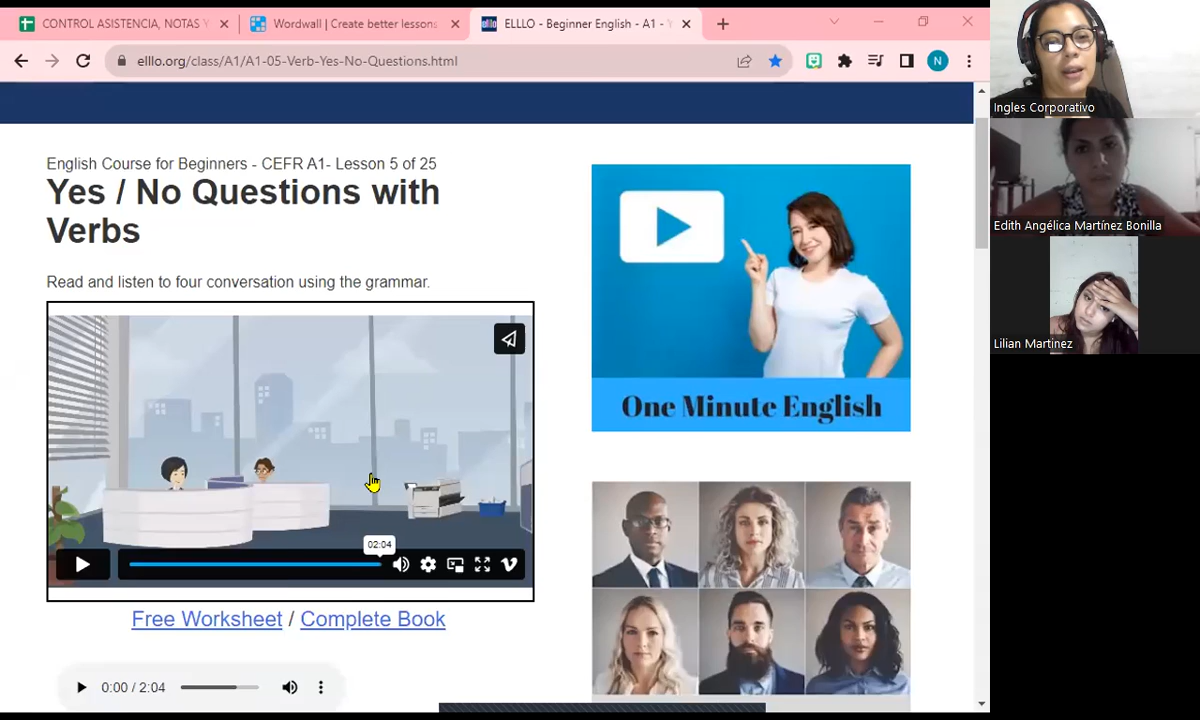 CONTROL ASISTENCIA, NOTAS Y
Wordwall | Create better lessons
ELLLO - Beginner English - A1 -
elllo.org/class/A1/A1-05-Verb-Yes-No-Questions.html
N
English Course for Beginners - CEFR A1- Lesson 5 of 25
Yes / No Questions with
Verbs
Read and listen to four conversation using the grammar.
02:04
Free Worksheet / Complete Book
0:00 / 2:04
One Minute English
Ingles Corporativo
Edith Angélica Martínez Bonilla
Lilian Martinez